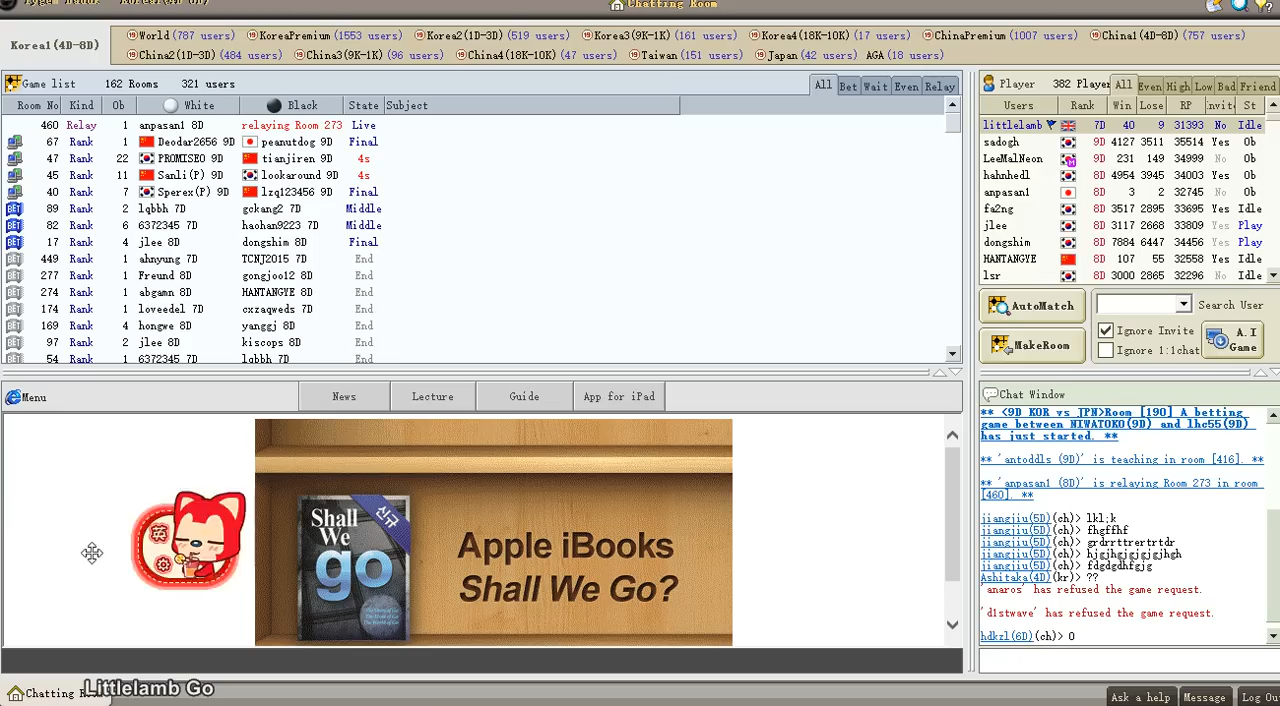 Chatting Room
Korea1(4D-8D)
World(787 users) KoreaPremium(1553 users) Korea2(1D-3D)(519 users) Korea3(9K-1K)(161 users) Korea4(18K-10K)(17 users) ChinaPremium(1007 users) China1(4D-8D)(757 users)
China2(1D-3D)(484 users) China3(9K-1K)(96 users) China4(18K-10K)(47 users) Taiwan(151 users) Japan(42 users) AGA(18 users)
Game list 162 Rooms 321 users All Bet Wait Even Relay
Room No Kind Ob White Black State Subject
460 Relay 1 anpasan1 8D relaying Room 273 Live
67 Rank 1 Deodar2656 9D peanutdog 9D Final
47 Rank 22 PROMISEO 9D tianjiren 9D 4s
45 Rank 11 Sanli(P) 9D lookaround 9D 4s
40 Rank 7 Sperex(P) 9D lzq123456 9D Final
BET 89 Rank 2 lqbbh 7D gckang2 7D Middle
BET 82 Rank 6 6372345 7D haohan9223 7D Middle
BET 17 Rank 4 jlee 8D dongshim 8D Final
BET 449 Rank 1 ahnyung 7D TCNJ2015 7D End
BET 277 Rank 1 Freund 8D gongjoo12 8D End
BET 274 Rank 1 abgamn 8D HANTANGYE 8D End
BET 174 Rank 1 loveedel 7D cxzaqweds 7D End
BET 169 Rank 4 hongwe 8D yanggj 8D End
BET 97 Rank 2 jlee 8D kiscops 8D End
BET 54 Rank 1 6372345 7D lqbbh 7D End
Player 382 Player All Even High Low Bad Friend
Users Rank Win Lose RP Invite St
littlelamb 7D 40 9 31393 No Idle
sadogh 9D 4127 3511 35514 Yes Ob
LeeMalNeon 9D 231 149 34999 No Ob
hahnhedl 8D 4954 3945 34003 Yes Ob
anpasan1 8D 3 2 32745 No Ob
fa2ng 8D 3517 2895 33695 Yes Idle
jlee 8D 3117 2668 33809 Yes Play
dongshim 8D 7884 6447 34456 Yes Play
HANTANGYE 8D 107 55 32558 Yes Idle
lsr 8D 3000 2865 32296 No Idle
AutoMatch Search User
MakeRoom Ignore Invite
Ignore 1:1chat
A.I
Game
Menu News Lecture Guide App for iPad
英
Shall
We
go
신규
Apple iBooks
Shall We Go?
Chat Window
** <9D KOR vs JPN>Room [190] A betting
game between NIWATOKO(9D) and lhc55(9D)
has just started. **
** 'antoddls (9D)' is teaching in room [416]. **
** 'anpasan1 (8D)' is relaying Room 273 in room
[460]. **
jiangjiu(5D)(ch)> lkl;k
jiangjiu(5D)(ch)> fhgffhf
jiangjiu(5D)(ch)> grdrttrertrtdr
jiangjiu(5D)(ch)> hjgjhgjgjgjgjhgh
jiangjiu(5D)(ch)> fdgdgdhfgjg
Ashitaka(4D)(kr)> ??
'anaros' has refused the game request.
'd1stwave' has refused the game request.
hdkzl(6D)(ch)> O
Chatting
Littlelamb Go
Ask a help Message Log Ou